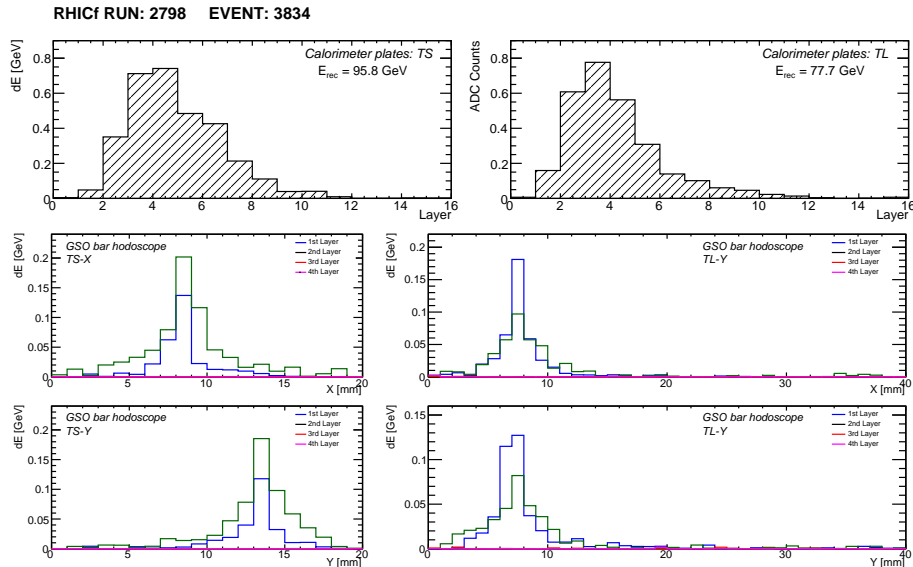 RHICf RUN: 2798 EVENT: 3834
dE [GeV]
Calorimeter plates: TS
E_rec = 95.8 GeV
0.8
0.6
0.4
0.2
0
0 2 4 6 8 10 12 14 16
Layer
ADC Counts
Calorimeter plates: TL
E_rec = 77.7 GeV
0.8
0.6
0.4
0.2
0
0 2 4 6 8 10 12 14 16
Layer
dE [GeV]
GSO bar hodoscope
TS-X
1st Layer
2nd Layer
3rd Layer
4th Layer
0.2
0.15
0.1
0.05
0
0 5 10 15 20
X [mm]
dE [GeV]
GSO bar hodoscope
TL-Y
1st Layer
2nd Layer
3rd Layer
4th Layer
0.2
0.15
0.1
0.05
0
0 10 20 30 40
X [mm]
dE [GeV]
GSO bar hodoscope
TS-Y
1st Layer
2nd Layer
3rd Layer
4th Layer
0.2
0.15
0.1
0.05
0
0 5 10 15 20
Y [mm]
dE [GeV]
GSO bar hodoscope
TL-Y
1st Layer
2nd Layer
3rd Layer
4th Layer
0.15
0.1
0.05
0
0 10 20 30 40
Y [mm]